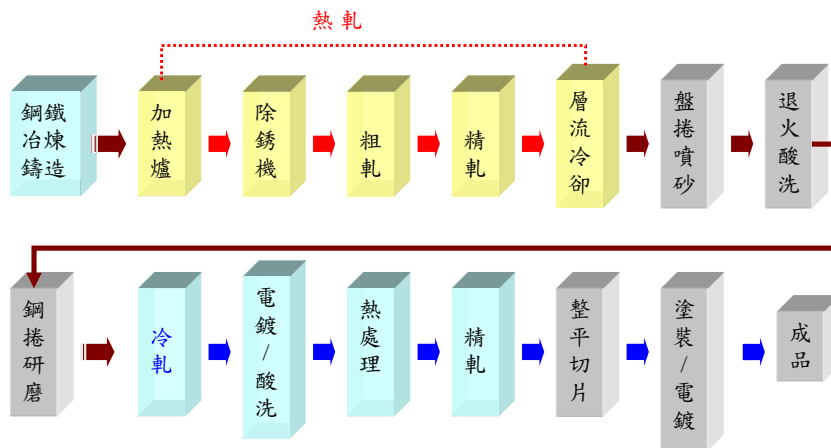 熱軋
鋼鐵
冶煉
鑄造
加熱爐
除銹機
粗軋
精軋
層流冷卻
盤捲噴砂
退火酸洗
鋼捲研磨
冷軋
電鍍/酸洗
熱處理
精軋
整平切片
塗裝/電鍍
成品